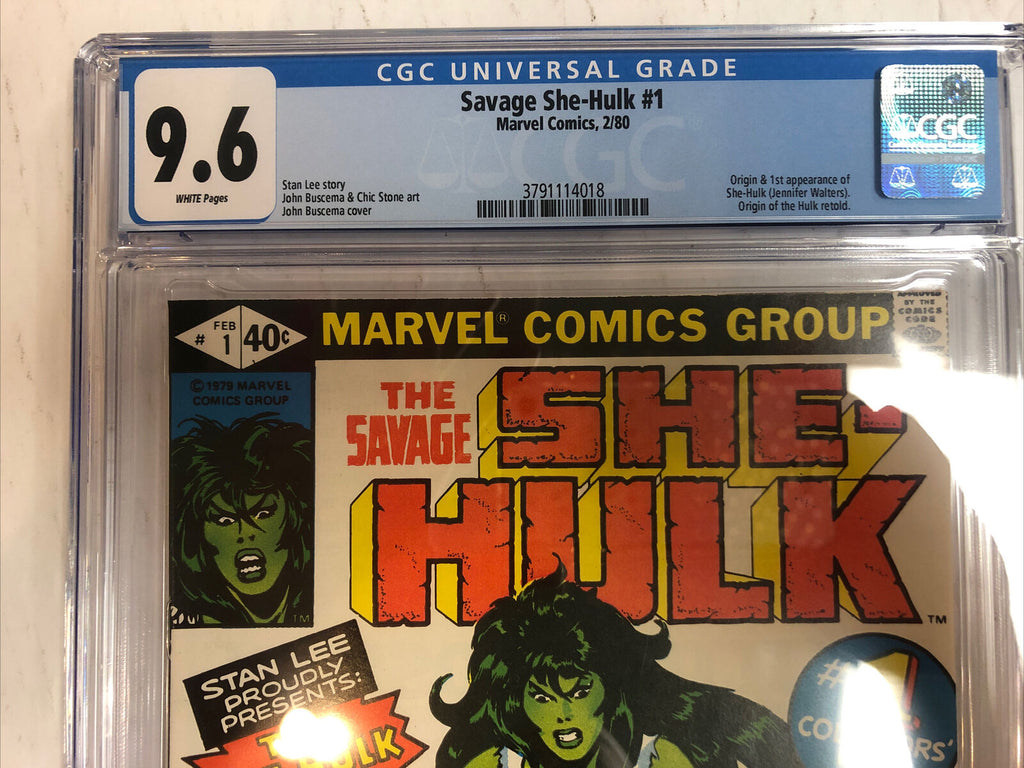 CGC UNIVERSAL GRADE
9.6
WHITE Pages
Savage She-Hulk #1
Marvel Comics, 2/80
Stan Lee story
John Buscema & Chic Stone art
John Buscema cover
3791114018
Origin & 1st appearance of
She-Hulk (Jennifer Walters).
Origin of the Hulk retold.
CGC
CGC
# FEB 1 40¢
MARVEL® COMICS GROUP
APPROVED
BY THE
COMICS
CODE
© 1979 MARVEL
COMICS GROUP
TM
THE
SAVAGE
SHE-
HULK
TM
STAN LEE
PROUDLY
PRESENTS:
#1